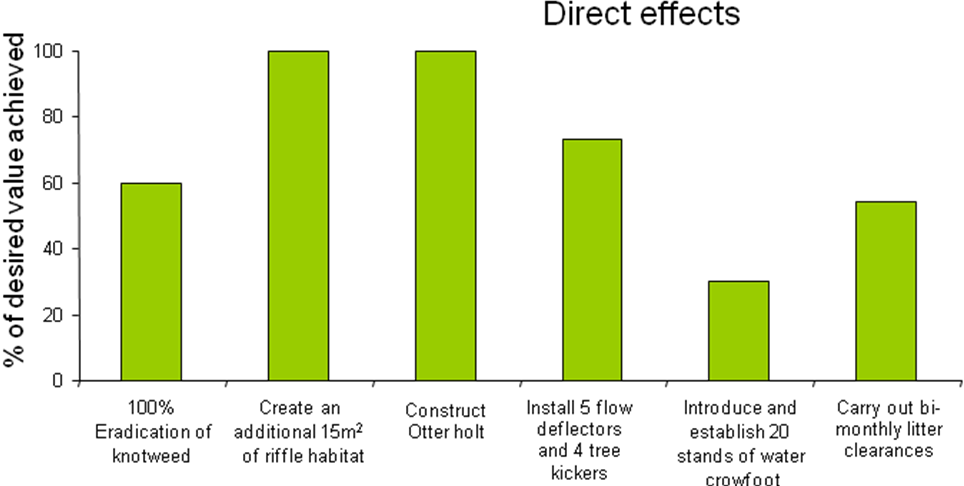 Direct effects
% of desired value achieved
100
80
60
40
20
0
100%
Eradication of
knotweed
Create an
additional 15m²
of riffle habitat
Construct
Otter holt
Install 5 flow
deflectors
and 4 tree
kickers
Introduce and
establish 20
stands of water
crowfoot
Carry out bi-
monthly litter
clearances